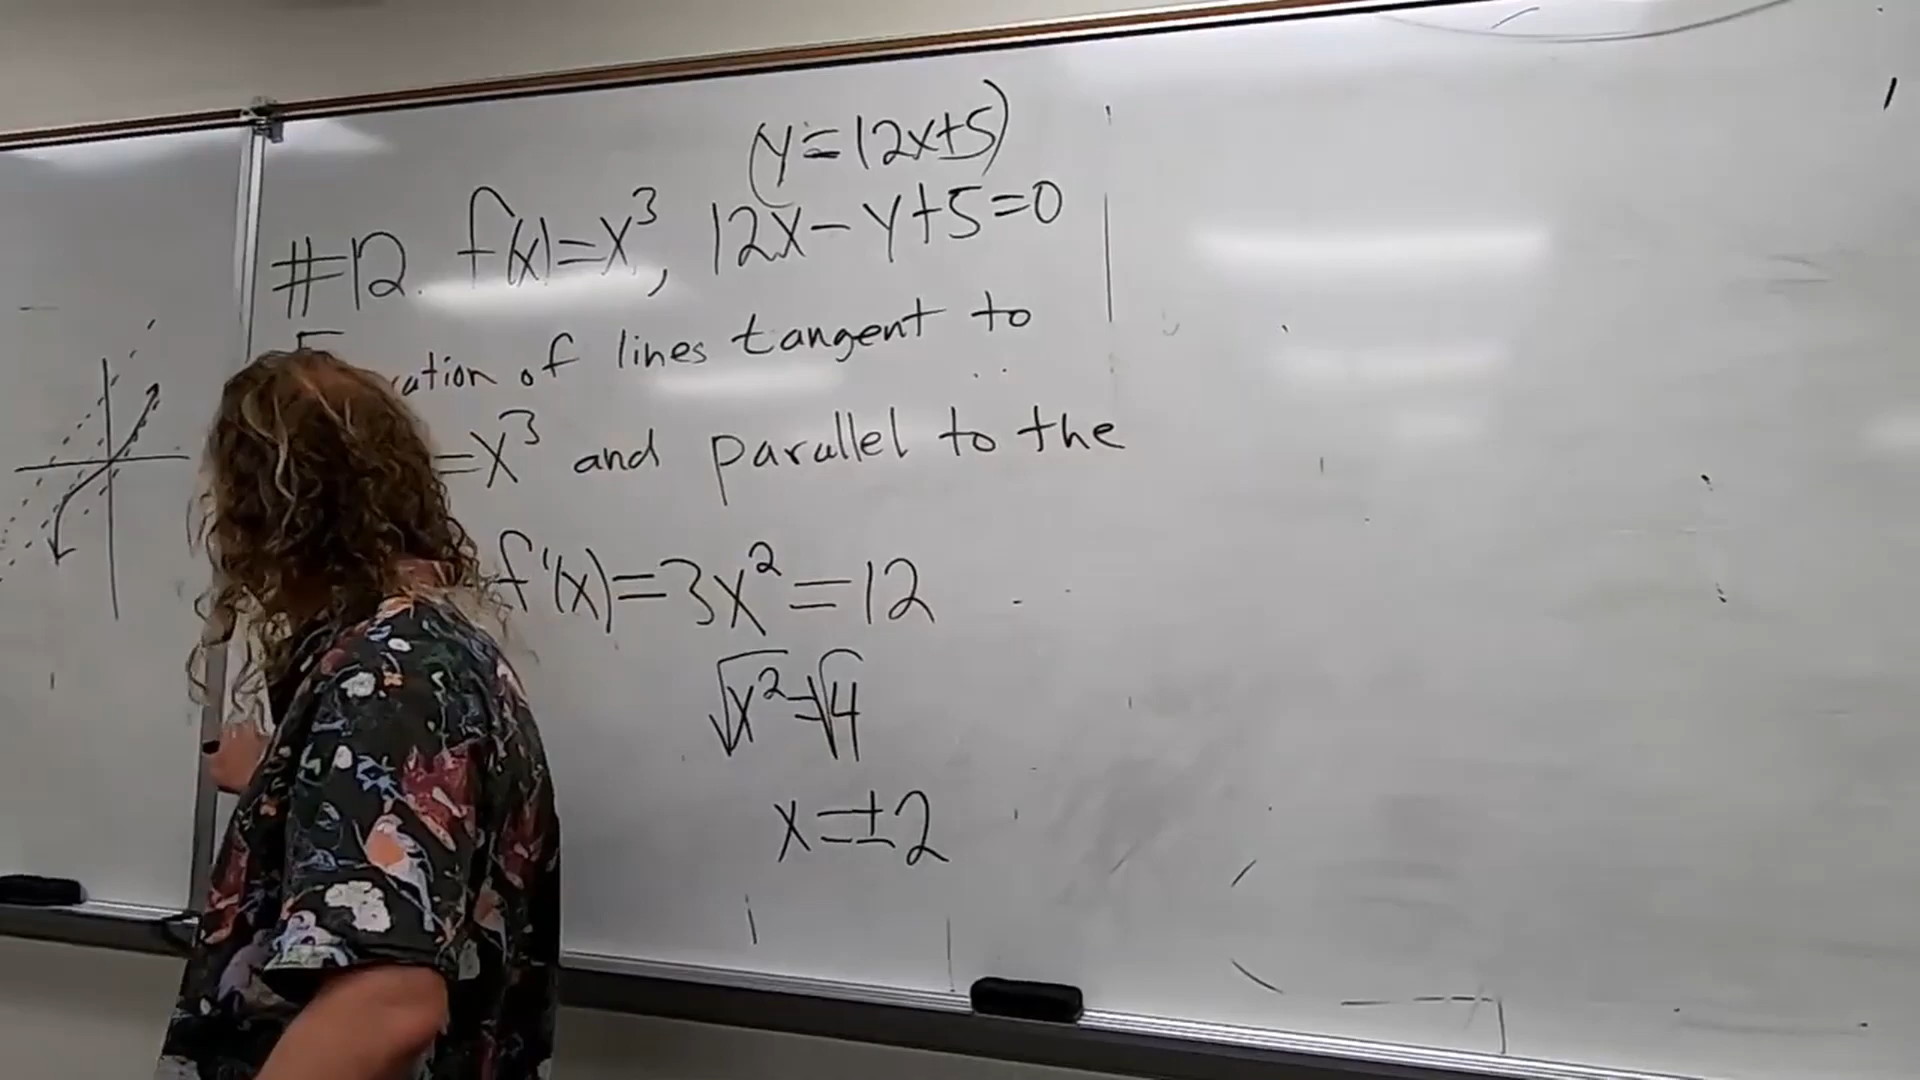 (y=12x+5)
#12. f(x)=x³, 12x-y+5=0
of lines tangent to
=x³ and parallel to the
f'(x)=3x²=12
√x²=√4
x=±2